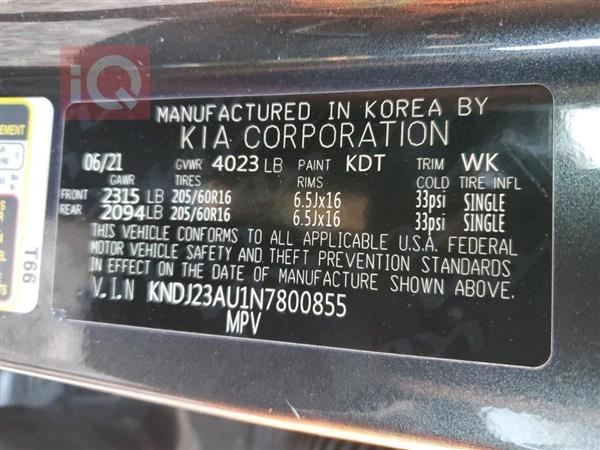 iQ
MANUFACTURED IN KOREA BY
KIA CORPORATION
06/21 GVWR 4023 LB PAINT KDT TRIM WK
GAWR TIRES RIMS COLD TIRE INFL
FRONT 2315 LB 205/60R16 6.5Jx16 33psi SINGLE
REAR 2094 LB 205/60R16 6.5Jx16 33psi SINGLE
THIS VEHICLE CONFORMS TO ALL APPLICABLE U.S.A. FEDERAL
MOTOR VEHICLE SAFETY AND THEFT PREVENTION STANDARDS
IN EFFECT ON THE DATE OF MANUFACTURE SHOWN ABOVE.
V.I.N KNDJ23AU1N7800855
MPV
T66